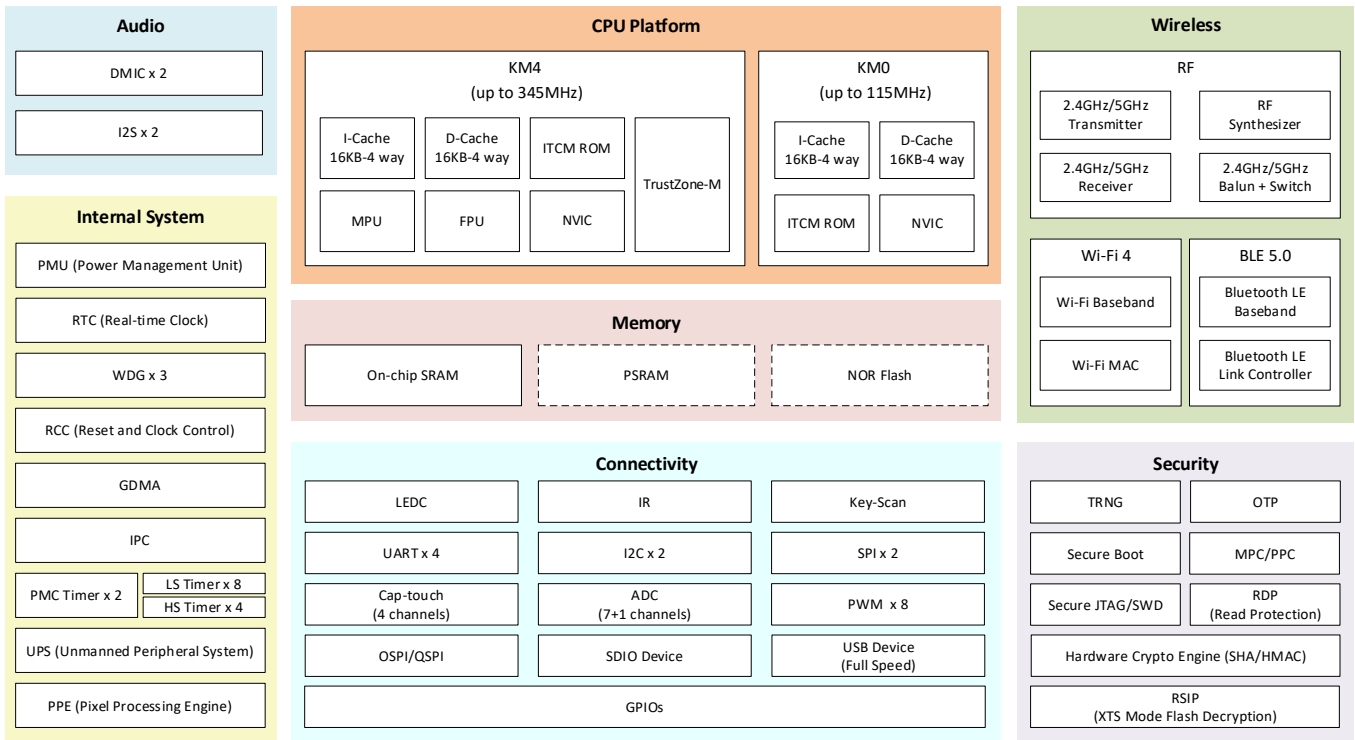 Audio
DMIC x 2
I2S x 2
Internal System
PMU (Power Management Unit)
RTC (Real-time Clock)
WDG x 3
RCC (Reset and Clock Control)
GDMA
IPC
PMC Timer x 2
LS Timer x 8
HS Timer x 4
UPS (Unmanned Peripheral System)
PPE (Pixel Processing Engine)
CPU Platform
KM4
(up to 345MHz)
I-Cache
16KB-4 way
D-Cache
16KB-4 way
ITCM ROM
TrustZone-M
MPU
FPU
NVIC
KM0
(up to 115MHz)
I-Cache
16KB-4 way
D-Cache
16KB-4 way
ITCM ROM
NVIC
Memory
On-chip SRAM
PSRAM
NOR Flash
Connectivity
LEDC
IR
Key-Scan
UART x 4
I2C x 2
SPI x 2
Cap-touch
(4 channels)
ADC
(7+1 channels)
PWM x 8
OSPI/QSPI
SDIO Device
USB Device
(Full Speed)
GPIOs
Wireless
RF
2.4GHz/5GHz
Transmitter
RF
Synthesizer
2.4GHz/5GHz
Receiver
2.4GHz/5GHz
Balun + Switch
Wi-Fi 4
Wi-Fi Baseband
Wi-Fi MAC
BLE 5.0
Bluetooth LE
Baseband
Bluetooth LE
Link Controller
Security
TRNG
OTP
Secure Boot
MPC/PPC
Secure JTAG/SWD
RDP
(Read Protection)
Hardware Crypto Engine (SHA/HMAC)
RSIP
(XTS Mode Flash Decryption)